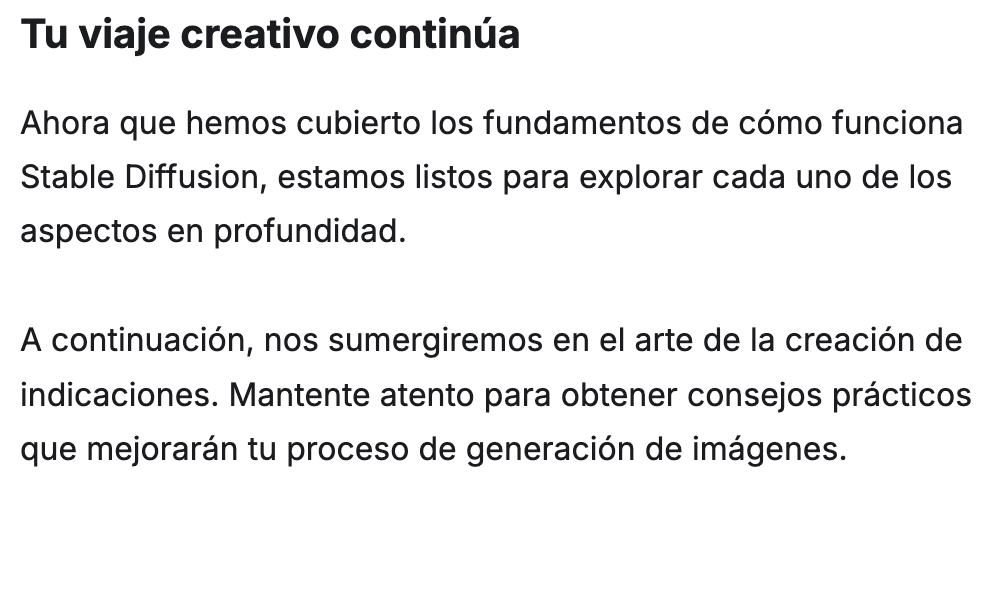 Tu viaje creativo continúa
Ahora que hemos cubierto los fundamentos de cómo funciona
Stable Diffusion, estamos listos para explorar cada uno de los
aspectos en profundidad.
A continuación, nos sumergiremos en el arte de la creación de
indicaciones. Mantente atento para obtener consejos prácticos
que mejorarán tu proceso de generación de imágenes.